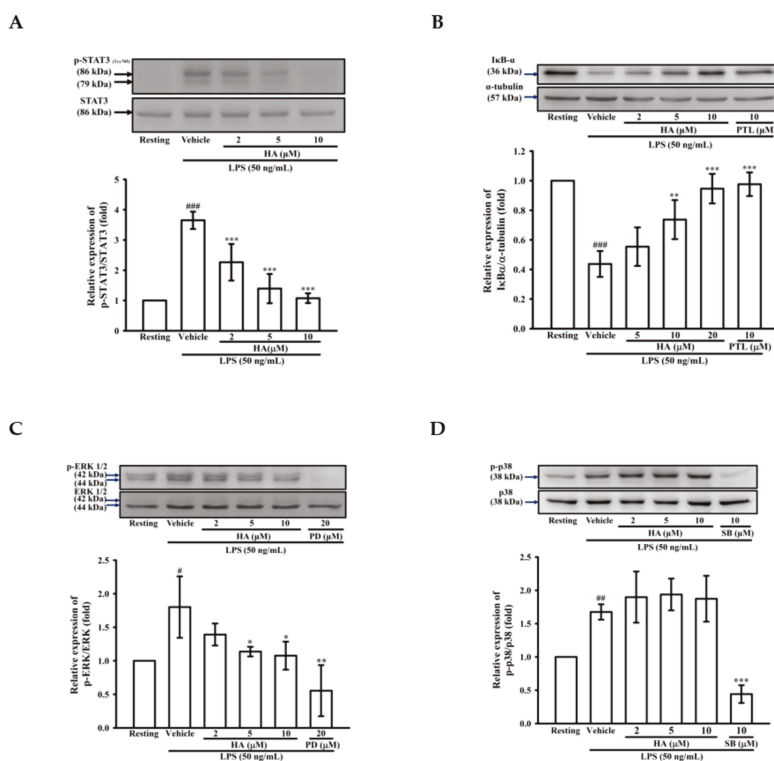 A
p-STAT3 (Try705)
(86 kDa)
(79 kDa)
STAT3
(86 kDa)
Resting Vehicle 2 5 10
HA (μM)
LPS (50 ng/mL)
Relative expression of
p-STAT3/STAT3 (fold)
5
4
3
2
1
0
###
***
***
***
Resting Vehicle 2 5 10
HA(μM)
LPS (50 ng/mL)
B
IκB-α
(36 kDa)
α-tubulin
(57 kDa)
Resting Vehicle 2 5 10 10
HA (μM) PTL (μM)
LPS (50 ng/mL)
Relative expression of
IκBα/α-tubulin (fold)
1.2
1.0
0.8
0.6
0.4
0.2
0.0
###
**
***
***
Resting Vehicle 5 10 20 10
HA (μM) PTL (μM)
LPS (50 ng/mL)
C
p-ERK 1/2
(42 kDa)
(44 kDa)
ERK 1/2
(42 kDa)
(44 kDa)
Resting Vehicle 2 5 10 20
HA (μM) PD (μM)
LPS (50 ng/mL)
Relative expression of
p-ERK/ERK (fold)
2.5
2.0
1.5
1.0
0.5
0.0
#
*
*
**
Resting Vehicle 2 5 10 20
HA (μM) PD (μM)
LPS (50 ng/mL)
D
p-p38
(38 kDa)
p38
(38 kDa)
Resting Vehicle 2 5 10 10
HA (μM) SB (μM)
LPS (50 ng/mL)
Relative expression of
p-p38/p38 (fold)
2.5
2.0
1.5
1.0
0.5
0.0
##
***
Resting Vehicle 2 5 10 10
HA (μM) SB (μM)
LPS (50 ng/mL)